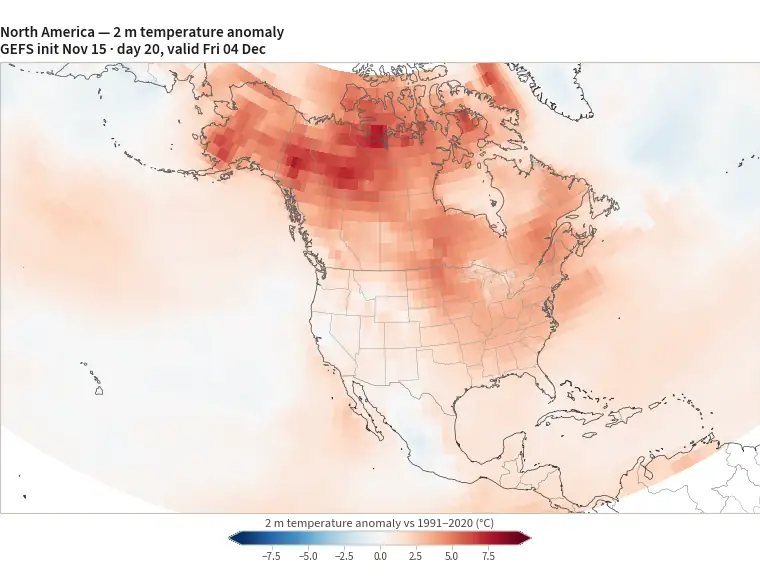 North America — 2 m temperature anomaly
GEFS init Nov 15 · day 20, valid Fri 04 Dec
2 m temperature anomaly vs 1991–2020 (°C)
−7.5 −5.0 −2.5 0.0 2.5 5.0 7.5